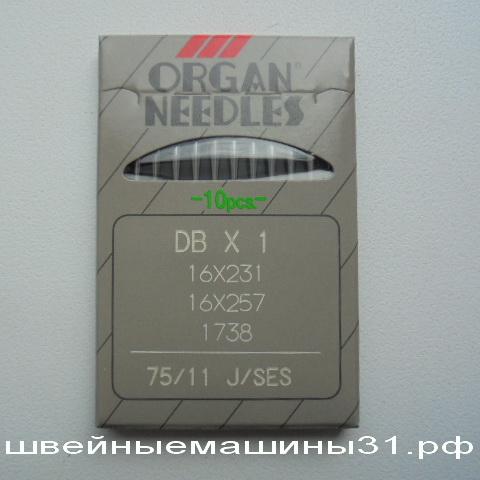 ORGAN®
NEEDLES
-10pcs.-
DB X 1
16X231
16X257
1738
75/11 J/SES
швейныемашины31.рф